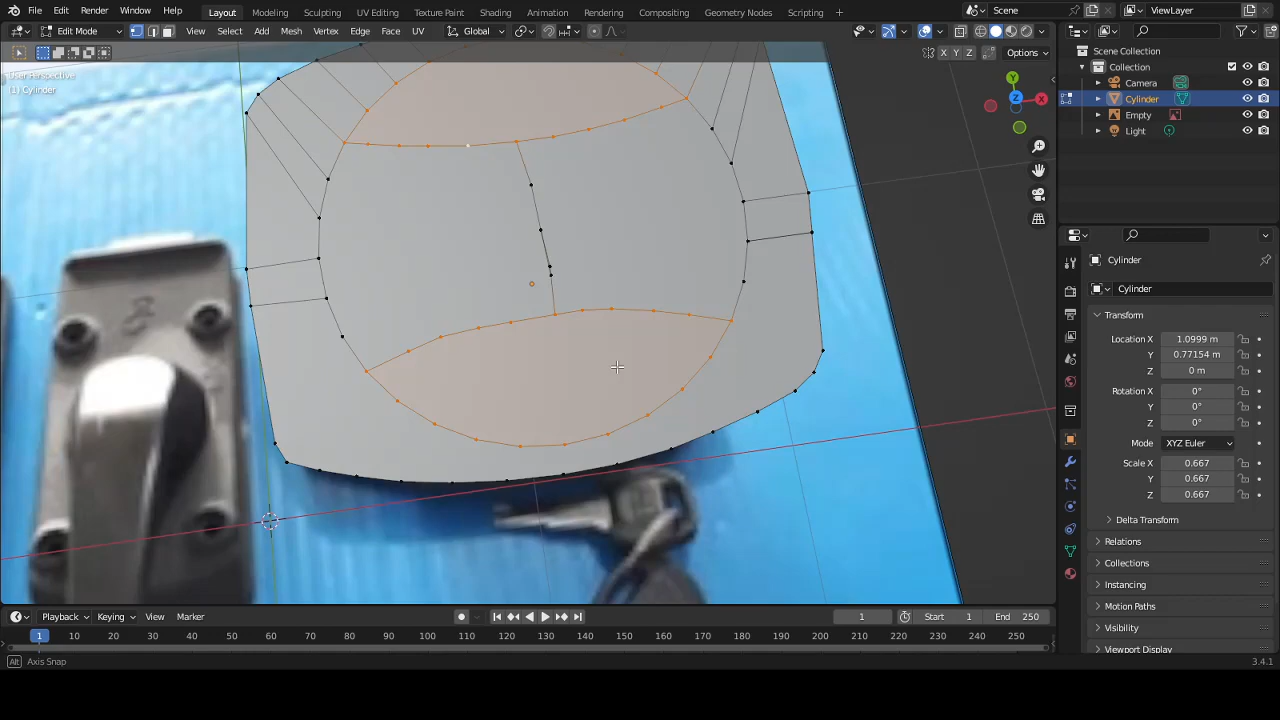 File Edit Render Window Help Layout Modeling Sculpting UV Editing Texture Paint Shading Animation Rendering Compositing Geometry Nodes Scripting + Scene ViewLayer
Edit Mode View Select Add Mesh Vertex Edge Face UV Global
X Y Z Options
User Perspective
(1) Cylinder
Z
Y
X
Scene Collection
Collection
Camera
Cylinder
Empty
Light
Cylinder
Cylinder
Transform
Location X 1.0999 m
Y 0.77154 m
Z 0 m
Rotation X 0°
Y 0°
Z 0°
Mode XYZ Euler
Scale X 0.667
Y 0.667
Z 0.667
Delta Transform
Relations
Collections
Instancing
Motion Paths
Visibility
Viewport Display
Playback Keying View Marker 1 Start 1 End 250
1 10 20 30 40 50 60 70 80 90 100 110 120 130 140 150 160 170 180 190 200 210 220 230 240 250
Alt Axis Snap 3.4.1